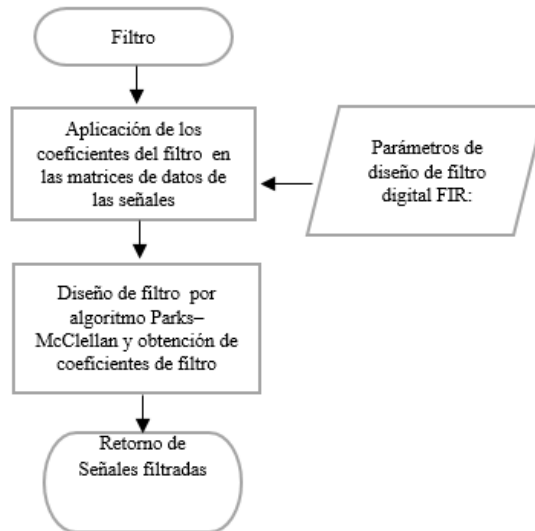 Filtro
Aplicación de los
coeficientes del filtro en
las matrices de datos de
las señales
Parámetros de
diseño de filtro
digital FIR:
Diseño de filtro por
algoritmo Parks–
McClellan y obtención de
coeficientes de filtro
Retorno de
Señales filtradas